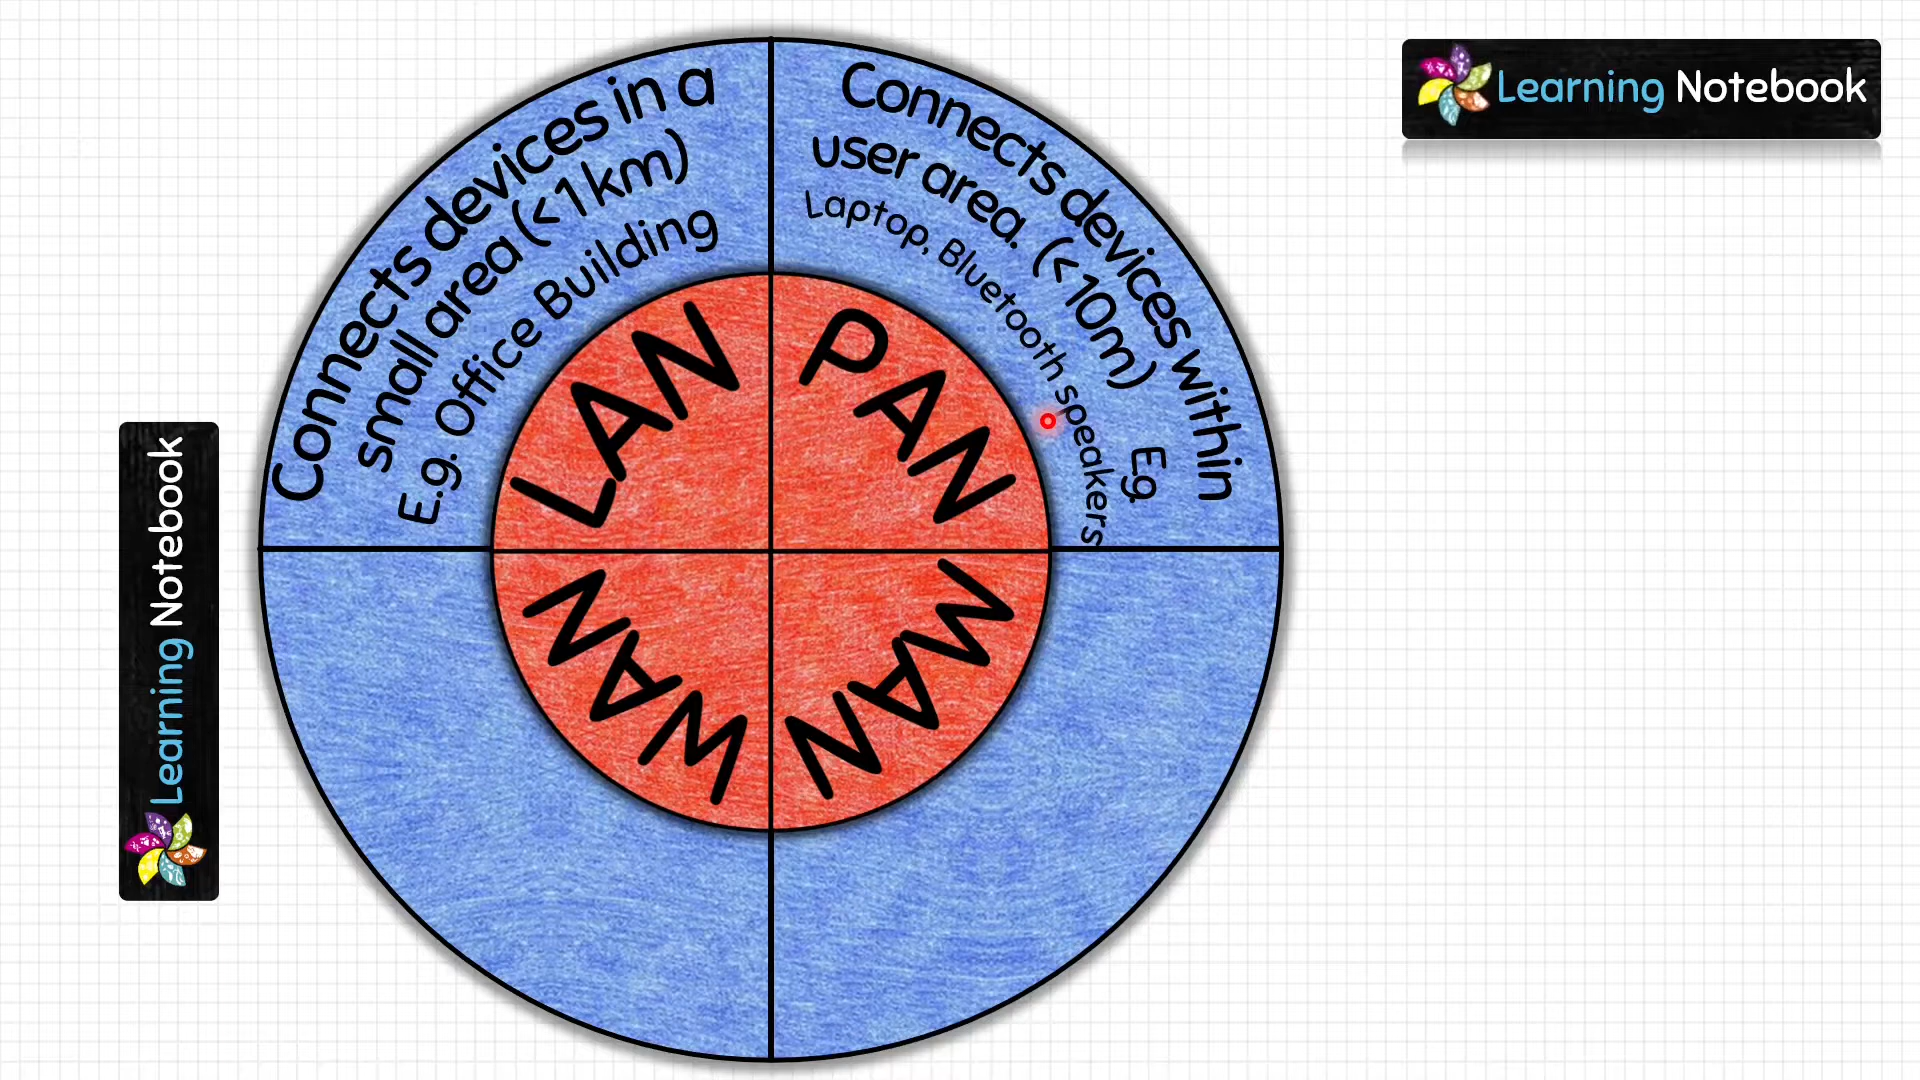 Connects devices in a
small area (<1km)
E.g. Office Building
LAN
Connects devices within
user area. (<10m) E.g.
Laptop, Bluetooth speakers
PAN
MAN
WAN
Learning Notebook
Learning Notebook